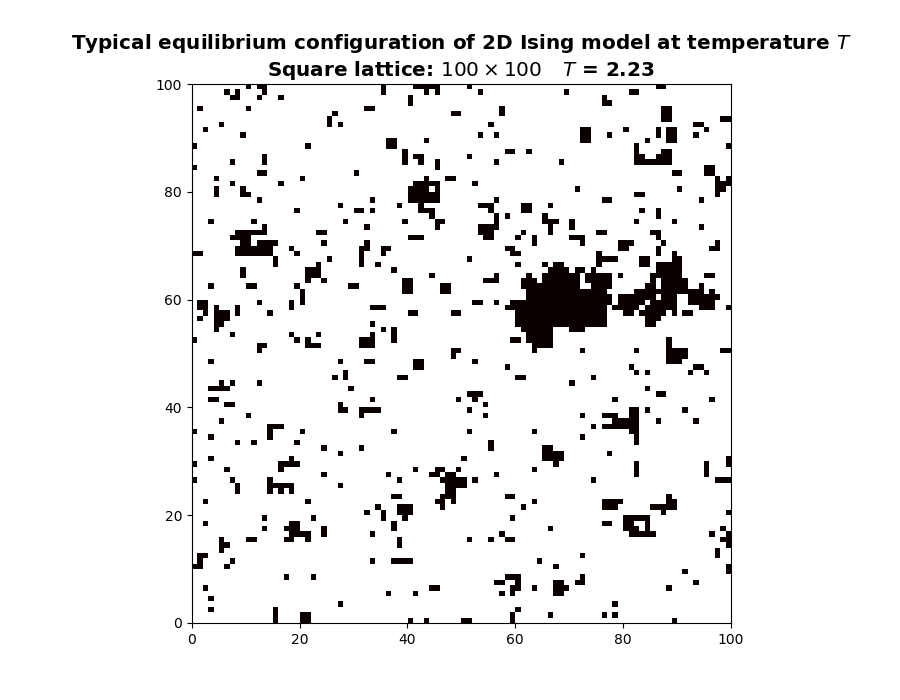 Typical equilibrium configuration of 2D Ising model at temperature T
Square lattice: 100 × 100 T = 2.23
100
80
60
40
20
0
0 20 40 60 80 100